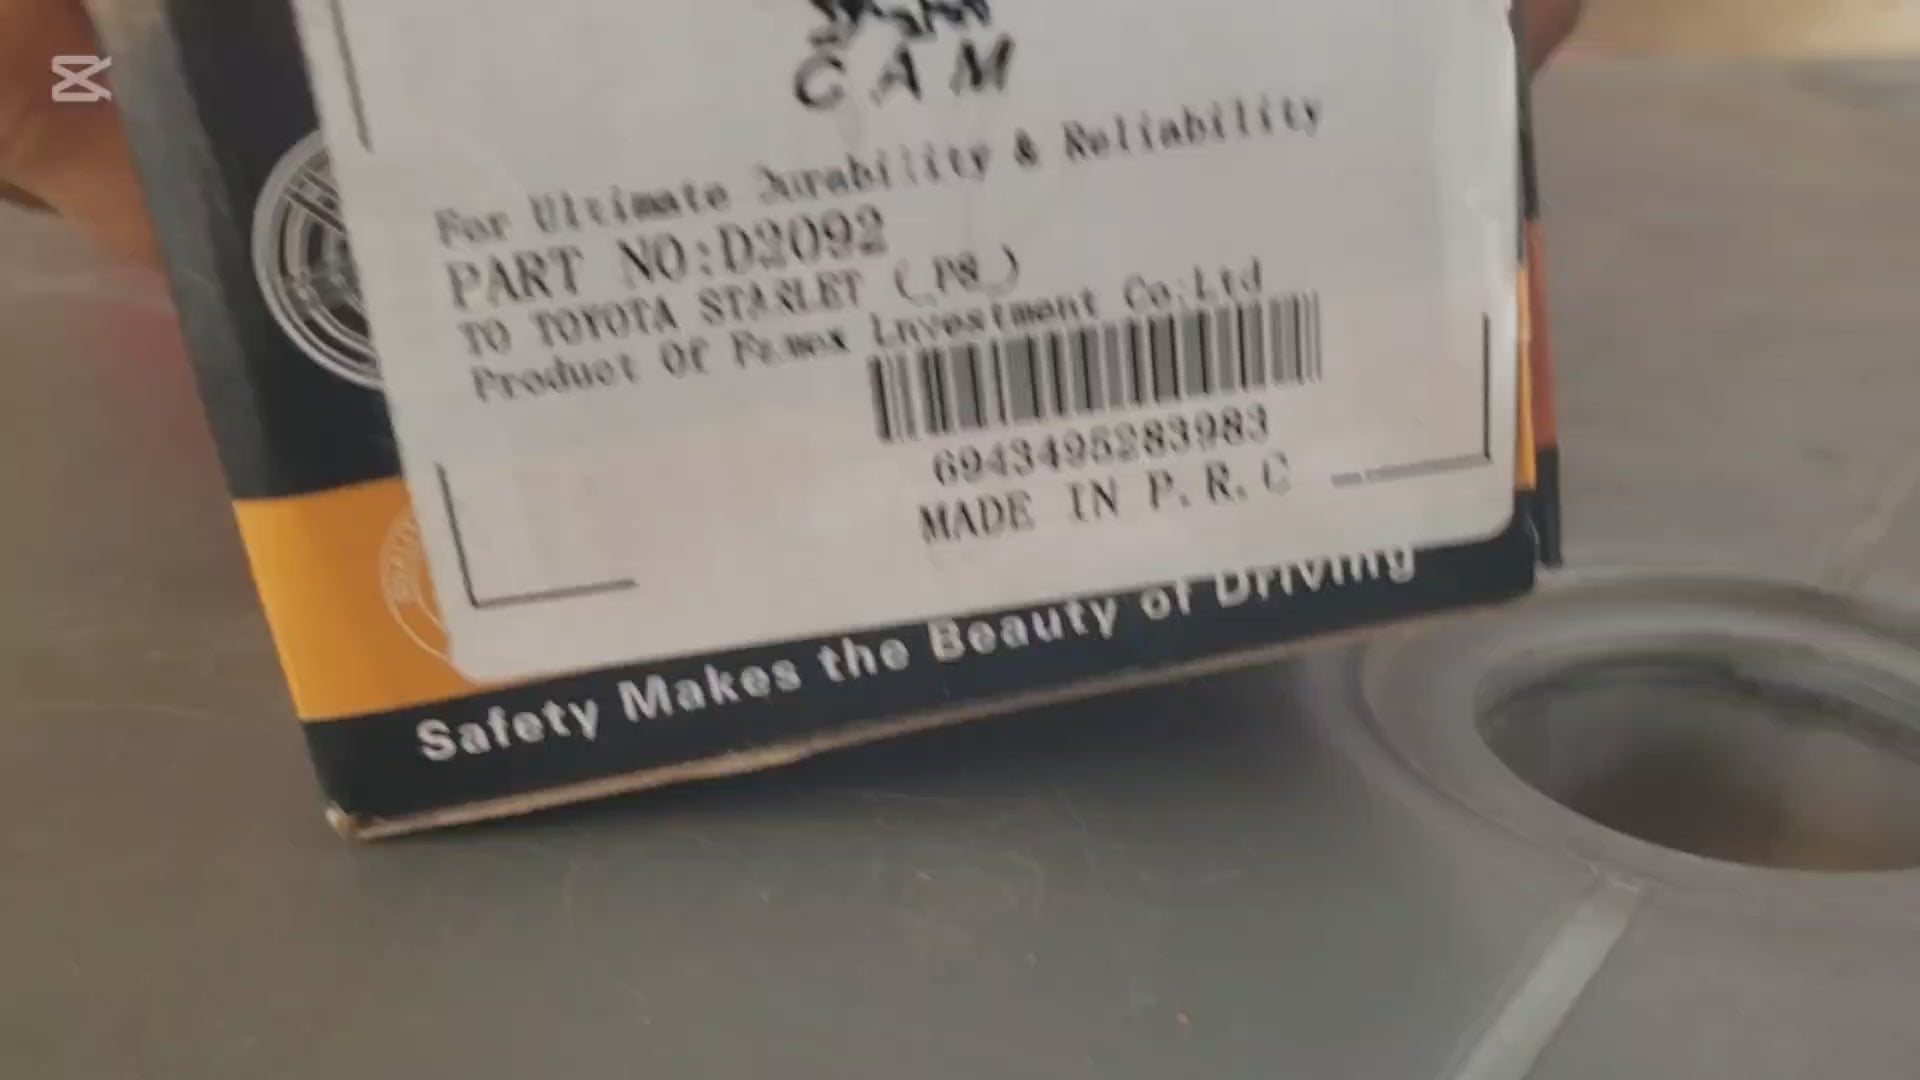 CAM
For Ultimate Durability & Reliability
PART NO:D2092
TO TOYOTA STARLET (_P8_)
Product Of Investment Co.Ltd
6943495283983
MADE IN P.R.C
Safety Makes the Beauty of Driving